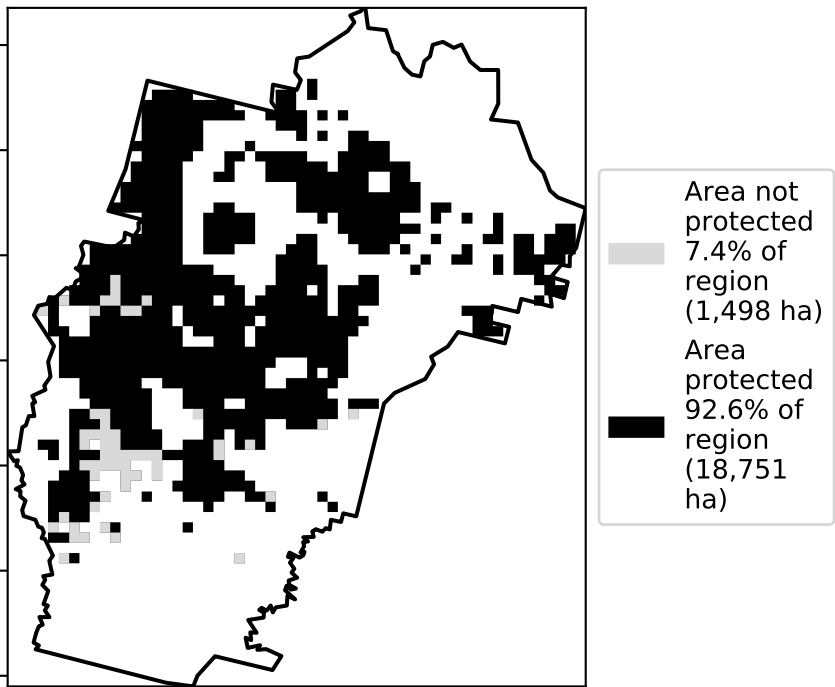 Area not
protected
7.4% of
region
(1,498 ha)
Area
protected
92.6% of
region
(18,751
ha)